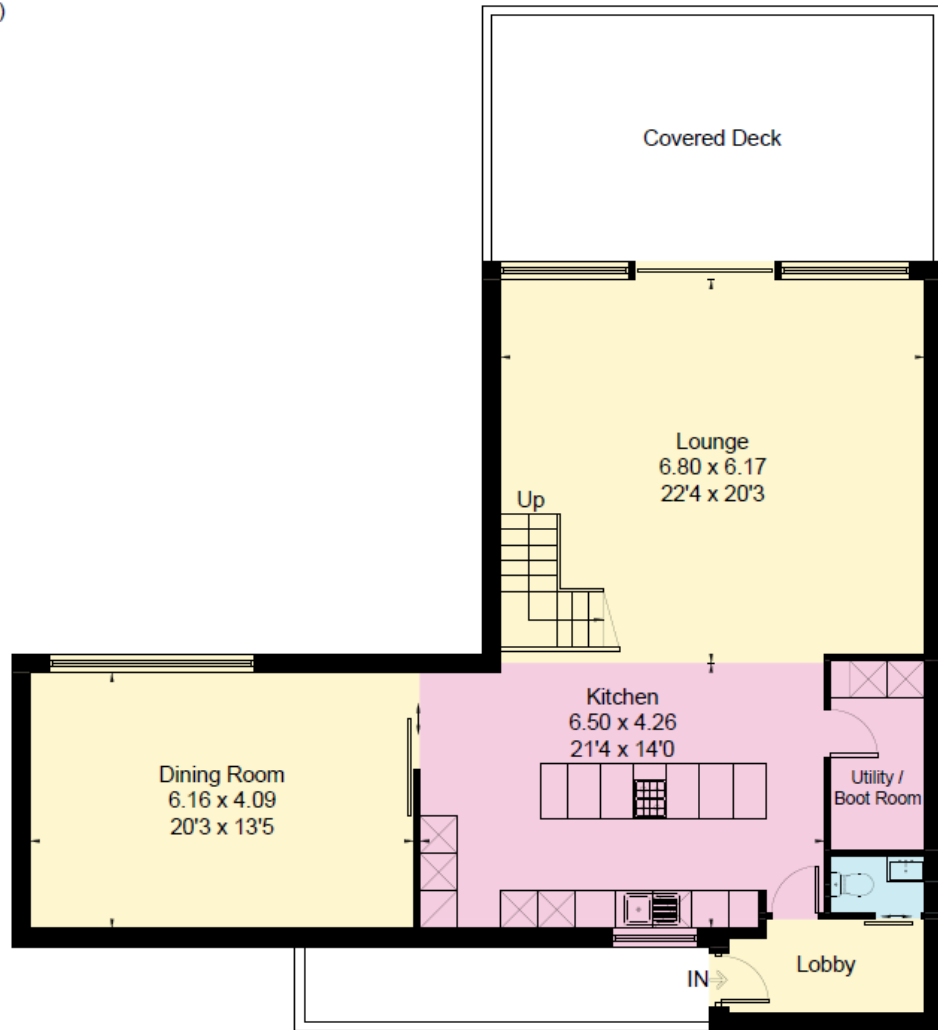 )
Covered Deck
Lounge
6.80 x 6.17
22'4 x 20'3
Up
Kitchen
6.50 x 4.26
21'4 x 14'0
Dining Room
6.16 x 4.09
20'3 x 13'5
Utility /
Boot Room
Lobby
IN